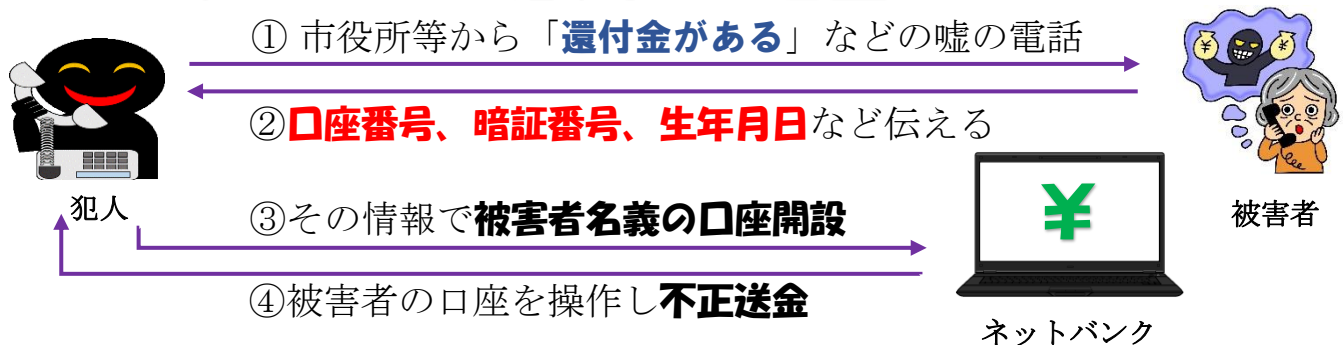 ① 市役所等から「還付金がある」などの嘘の電話
②口座番号、暗証番号、生年月日など伝える
犯人
被害者
③その情報で被害者名義の口座開設
④被害者の口座を操作し不正送金
¥
ネットバンク